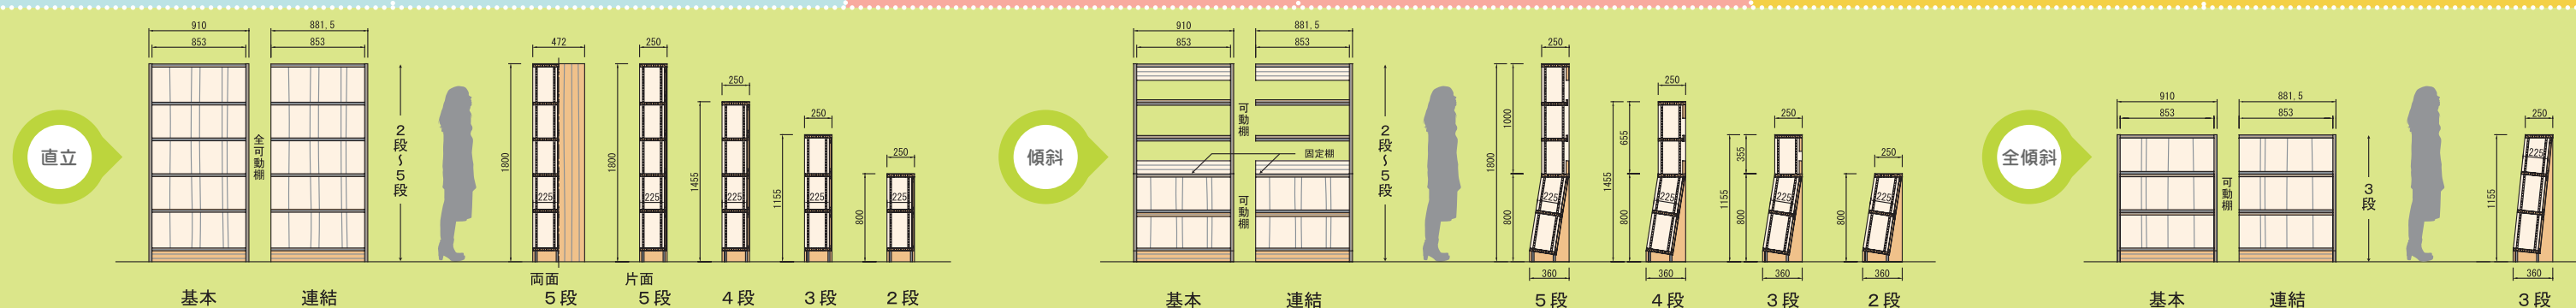 直立
910
853
881,5
853
全可動棚
基本
連結
2段〜5段
472
1800
225
両面
5段
250
1800
225
片面
5段
250
1455
225
4段
250
1155
225
3段
250
800
225
2段
傾斜
910
853
881,5
853
可動棚
固定棚
可動棚
基本
連結
2段〜5段
250
1000
1800
800
225
360
5段
250
655
1455
800
225
360
4段
250
355
1155
800
225
360
3段
250
800
225
360
2段
全傾斜
910
853
881,5
853
可動棚
基本
連結
3段
250
225
1155
360
3段